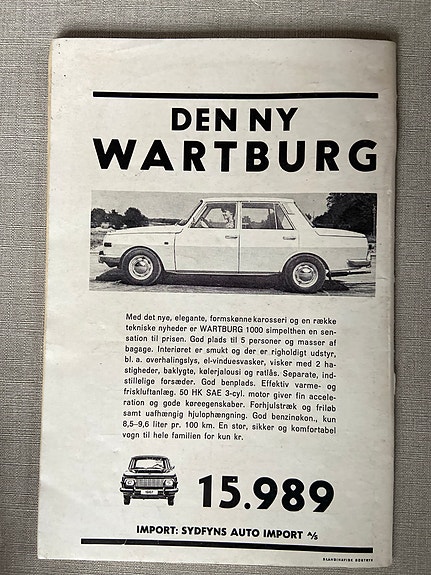 DEN NY
WARTBURG
Med det nye, elegante, formskønne karosseri og en række
tekniske nyheder er WARTBURG 1000 simpelthen en sen-
sation til prisen. God plads til 5 personer og masser af
bagage. Interiøret er smukt og der er righoldigt udstyr,
bl. a. overhalingslys, el-vinduesvasker, visker med 2 ha-
stigheder, baklygte, kølerjalousi og ratlås. Separate, ind-
stillelige forsæder. God benplads. Effektiv varme- og
friskluftanlæg. 50 HK SAE 3-cyl. motor giver fin accele-
ration og gode køreegenskaber. Forhjulstræk og friløb
samt uafhængig hjulophængning. God benzinøkon., kun
8,5–9,6 liter pr. 100 km. En stor, sikker og komfortabel
vogn til hele familien for kun kr.
1967
15.989
IMPORT: SYDFYNS AUTO IMPORT A/S
SKANDINAVISK BOGTRYK